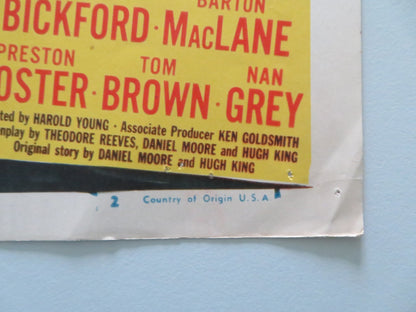 BARTON
BICKFORD · MACLANE
PRESTON TOM NAN
OSTER · BROWN · GREY
ted by HAROLD YOUNG · Associate Producer KEN GOLDSMITH
enplay by THEODORE REEVES, DANIEL MOORE and HUGH KING
Original story by DANIEL MOORE and HUGH KING
2 Country of Origin U.S.A